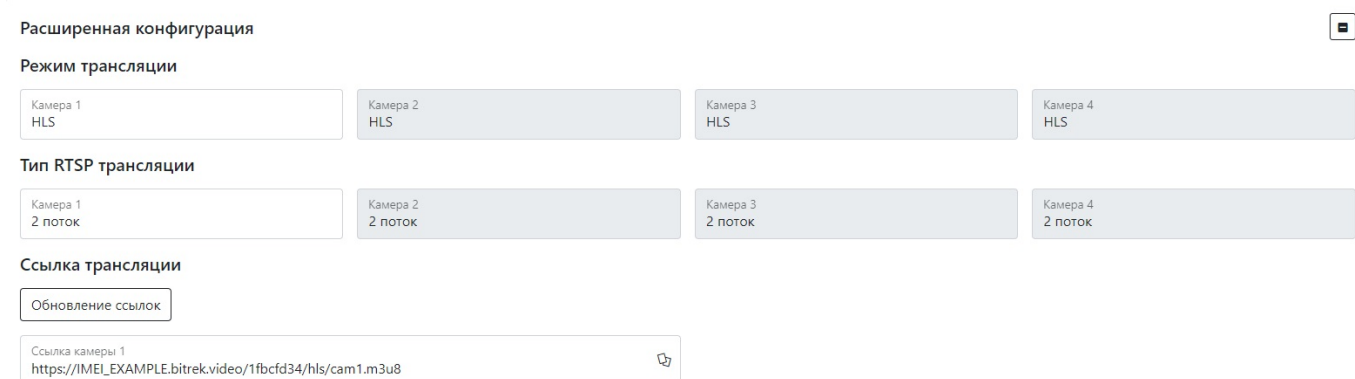 Расширенная конфигурация
Режим трансляции
Камера 1 Камера 2 Камера 3 Камера 4
HLS HLS HLS HLS
Тип RTSP трансляции
Камера 1 Камера 2 Камера 3 Камера 4
2 поток 2 поток 2 поток 2 поток
Ссылка трансляции
Обновление ссылок
Ссылка камеры 1
https://IMEI_EXAMPLE.bitrek.video/1fbcfd34/hls/cam1.m3u8